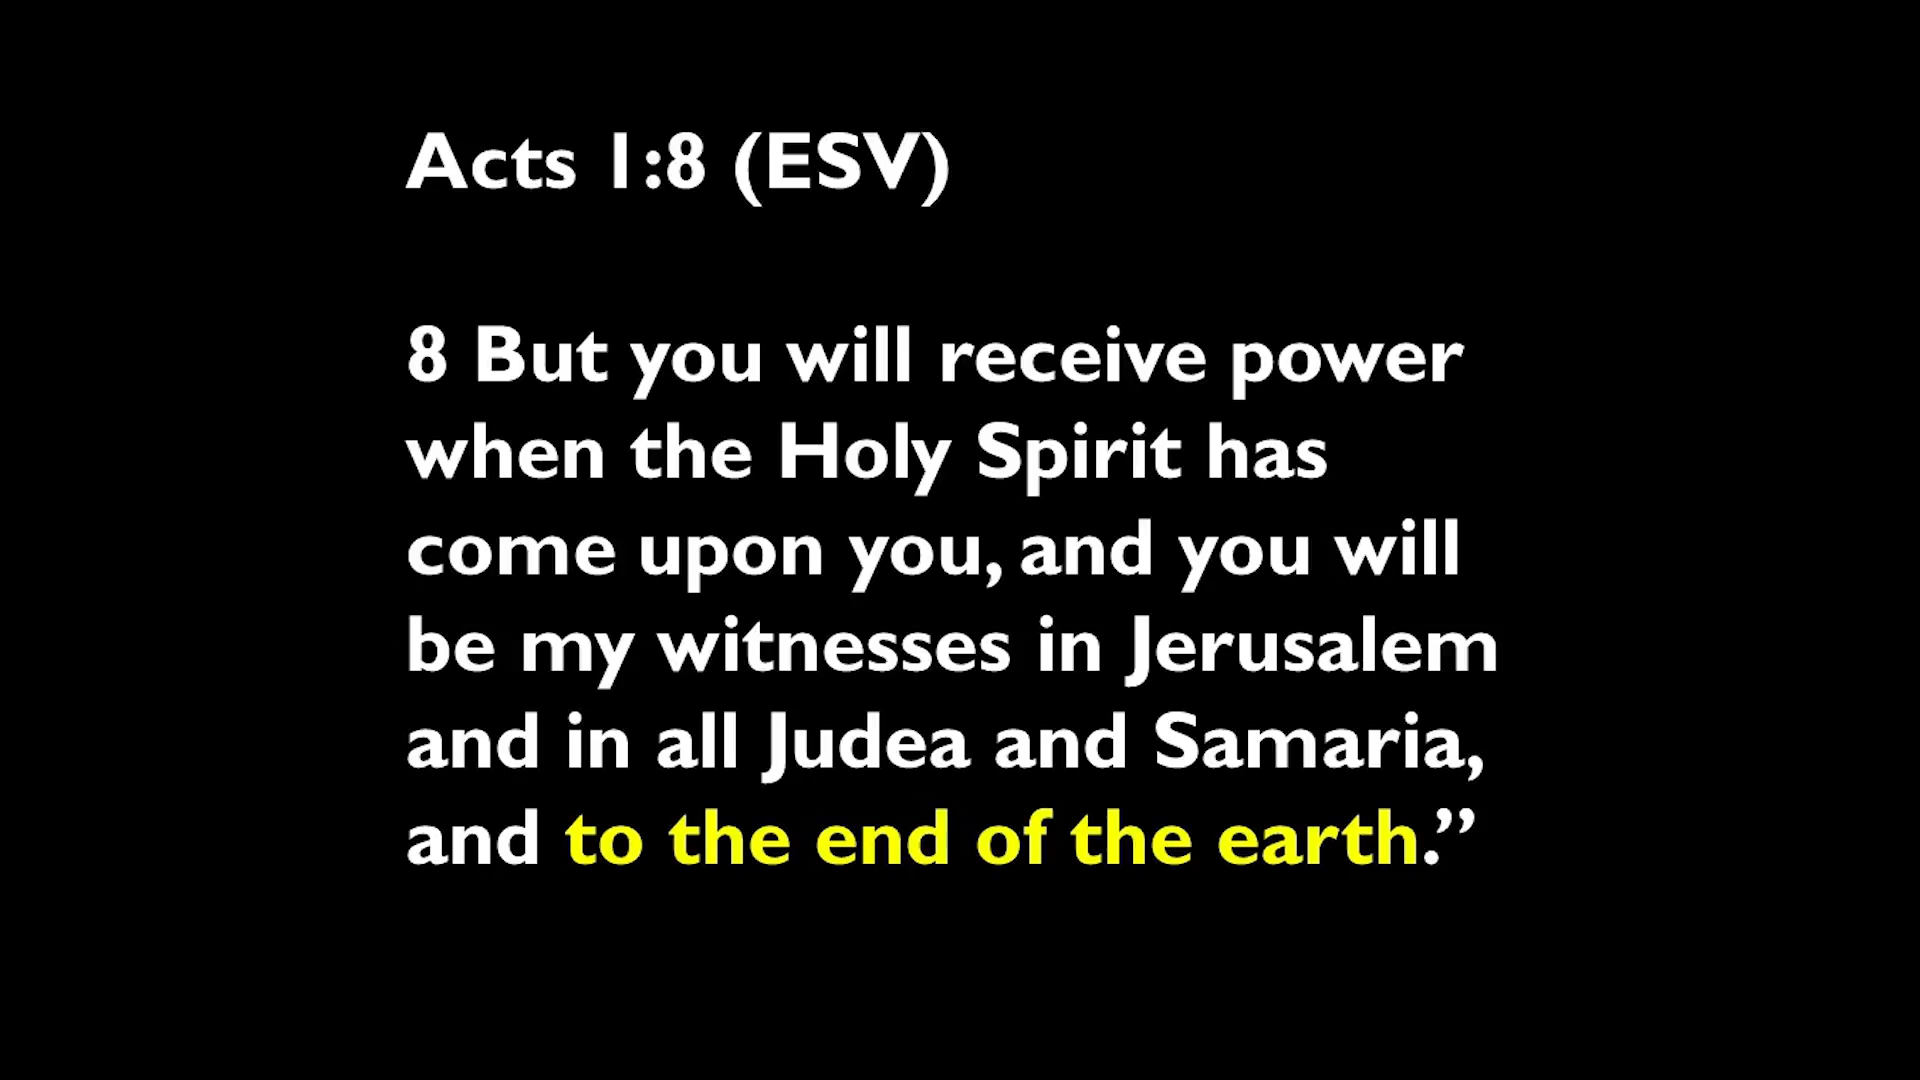 Acts 1:8 (ESV)
8 But you will receive power
when the Holy Spirit has
come upon you, and you will
be my witnesses in Jerusalem
and in all Judea and Samaria,
and to the end of the earth.”